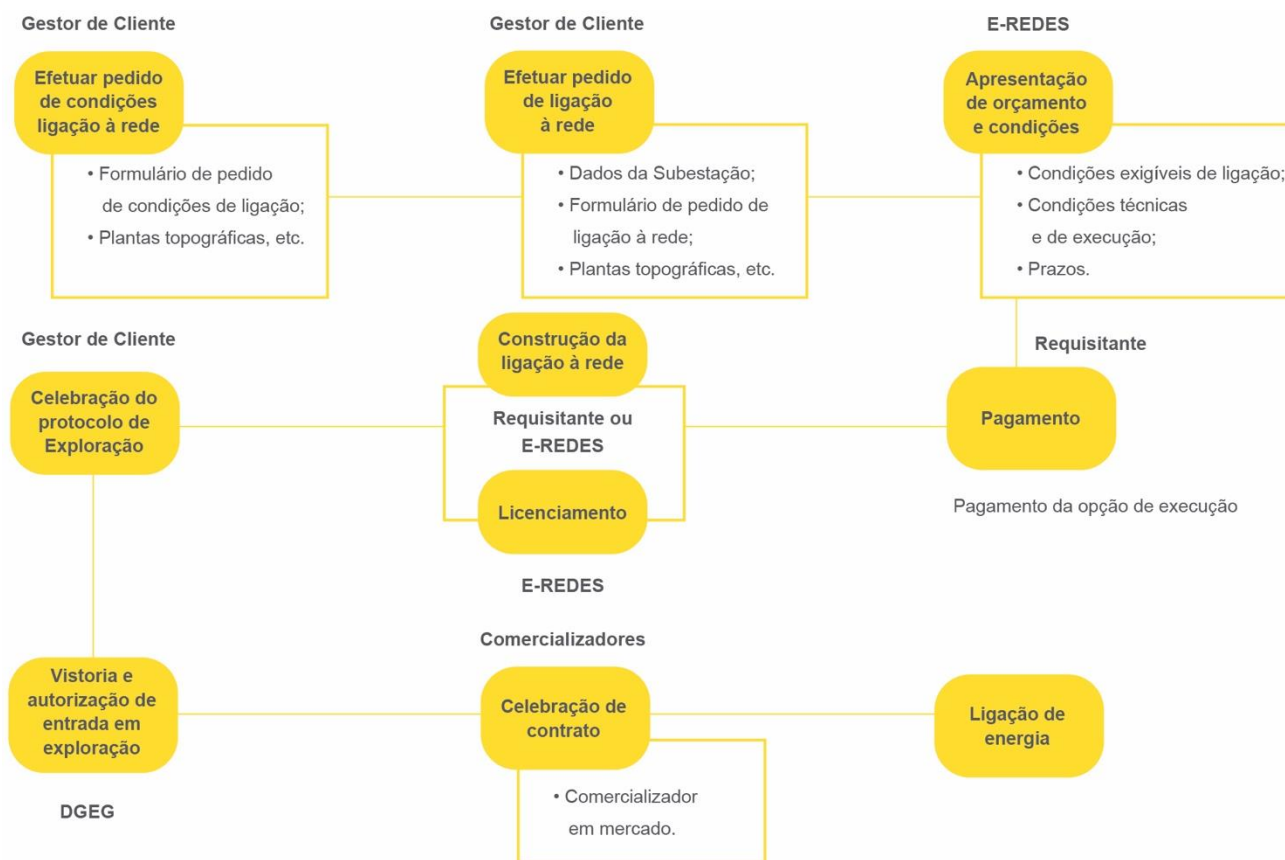 Gestor de Cliente
Efetuar pedido
de condições
ligação à rede
• Formulário de pedido
de condições de ligação;
• Plantas topográficas, etc.
Gestor de Cliente
Efetuar pedido
de ligação
à rede
• Dados da Subestação;
• Formulário de pedido de
ligação à rede;
• Plantas topográficas, etc.
E-REDES
Apresentação
de orçamento
e condições
• Condições exigíveis de ligação;
• Condições técnicas
e de execução;
• Prazos.
Requisitante
Pagamento
Pagamento da opção de execução
Construção da
ligação à rede
Requisitante ou
E-REDES
Licenciamento
E-REDES
Gestor de Cliente
Celebração do
protocolo de
Exploração
Vistoria e
autorização de
entrada em
exploração
DGEG
Comercializadores
Celebração de
contrato
• Comercializador
em mercado.
Ligação de
energia